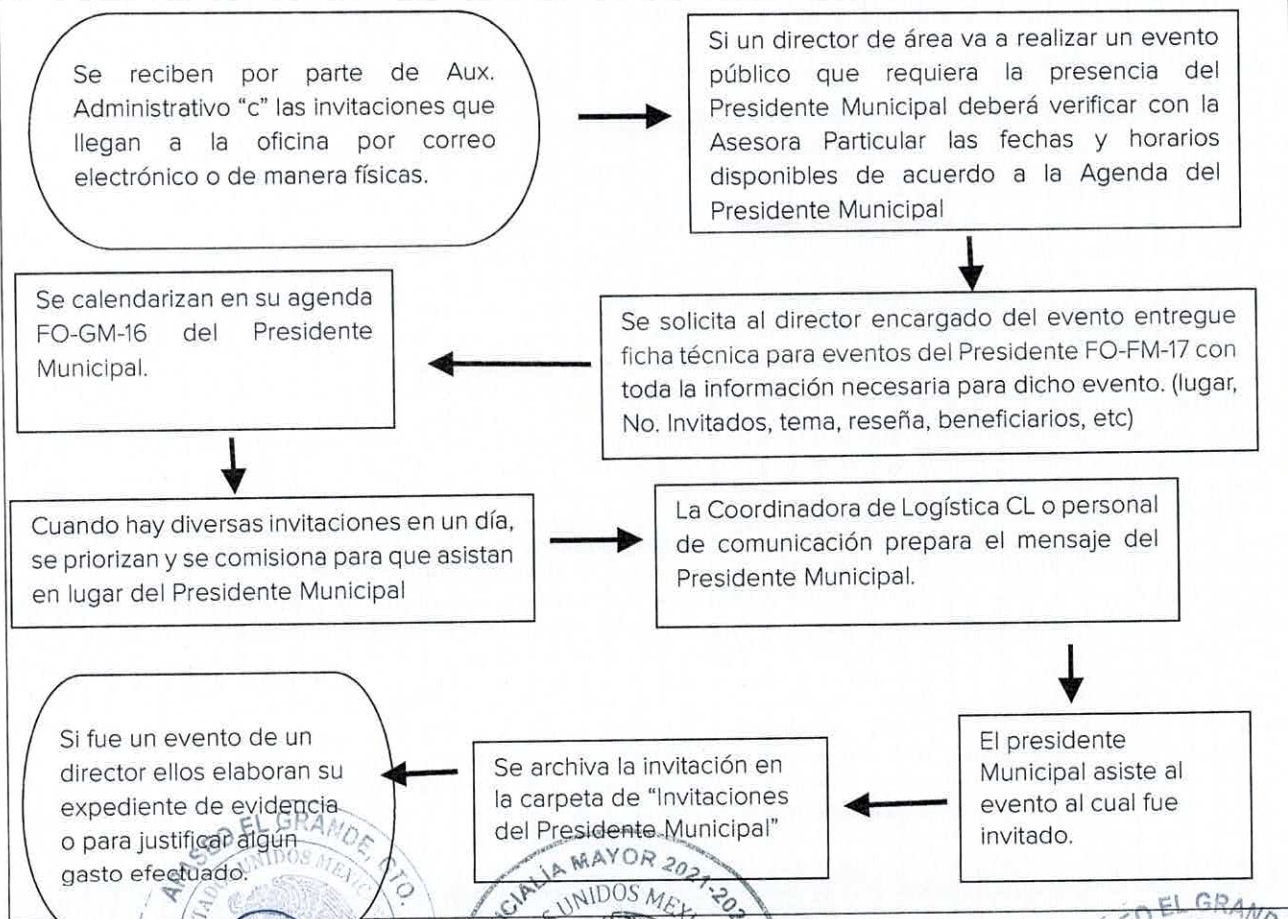 Se reciben por parte de Aux.
Administrativo “c” las invitaciones que
llegan a la oficina por correo
electrónico o de manera físicas.
Si un director de área va a realizar un evento
público que requiera la presencia del
Presidente Municipal deberá verificar con la
Asesora Particular las fechas y horarios
disponibles de acuerdo a la Agenda del
Presidente Municipal
Se solicita al director encargado del evento entregue
ficha técnica para eventos del Presidente FO-FM-17 con
toda la información necesaria para dicho evento. (lugar,
No. Invitados, tema, reseña, beneficiarios, etc)
Se calendarizan en su agenda
FO-GM-16 del Presidente
Municipal.
Cuando hay diversas invitaciones en un día,
se priorizan y se comisiona para que asistan
en lugar del Presidente Municipal
La Coordinadora de Logística CL o personal
de comunicación prepara el mensaje del
Presidente Municipal.
El presidente
Municipal asiste al
evento al cual fue
invitado.
Se archiva la invitación en
la carpeta de “Invitaciones
del Presidente Municipal”
Si fue un evento de un
director ellos elaboran su
expediente de evidencia
o para justificar algún
gasto efectuado.
EL GRANDE, GTO.
UNIDOS
MAYOR 2021-202
UNIDOS
EL